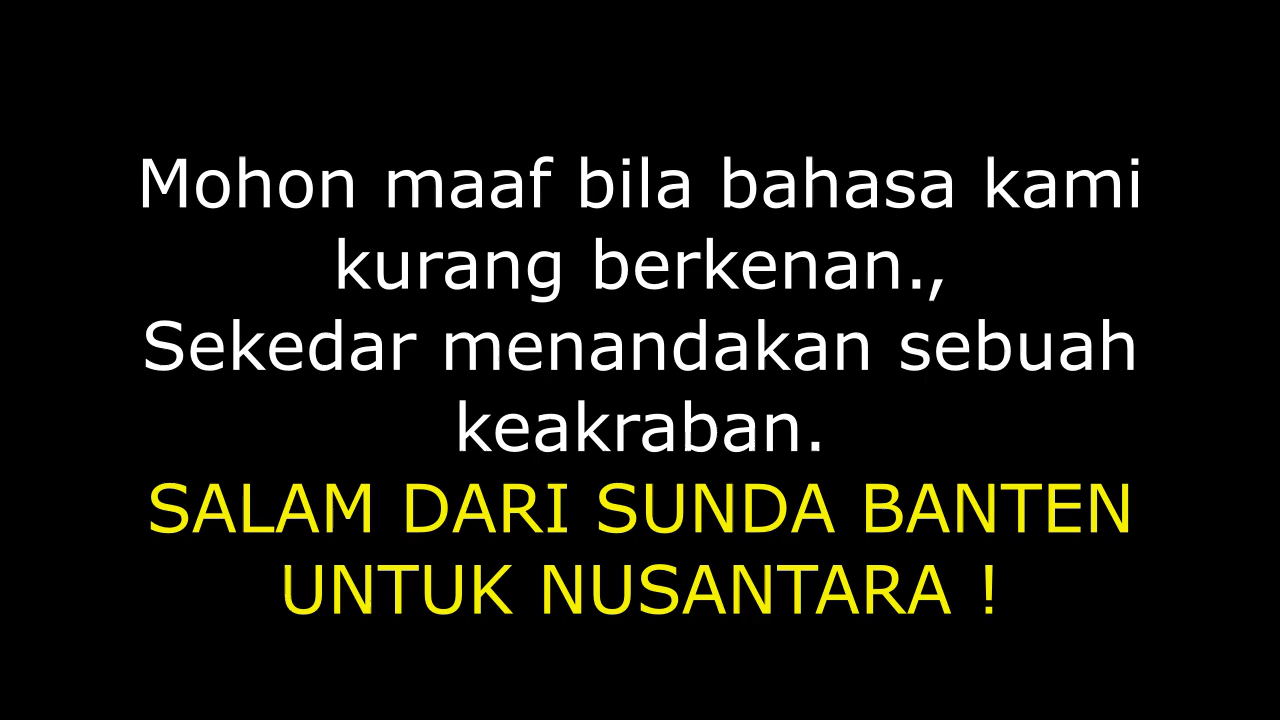 Mohon maaf bila bahasa kami
kurang berkenan.,
Sekedar menandakan sebuah
keakraban.
SALAM DARI SUNDA BANTEN
UNTUK NUSANTARA !